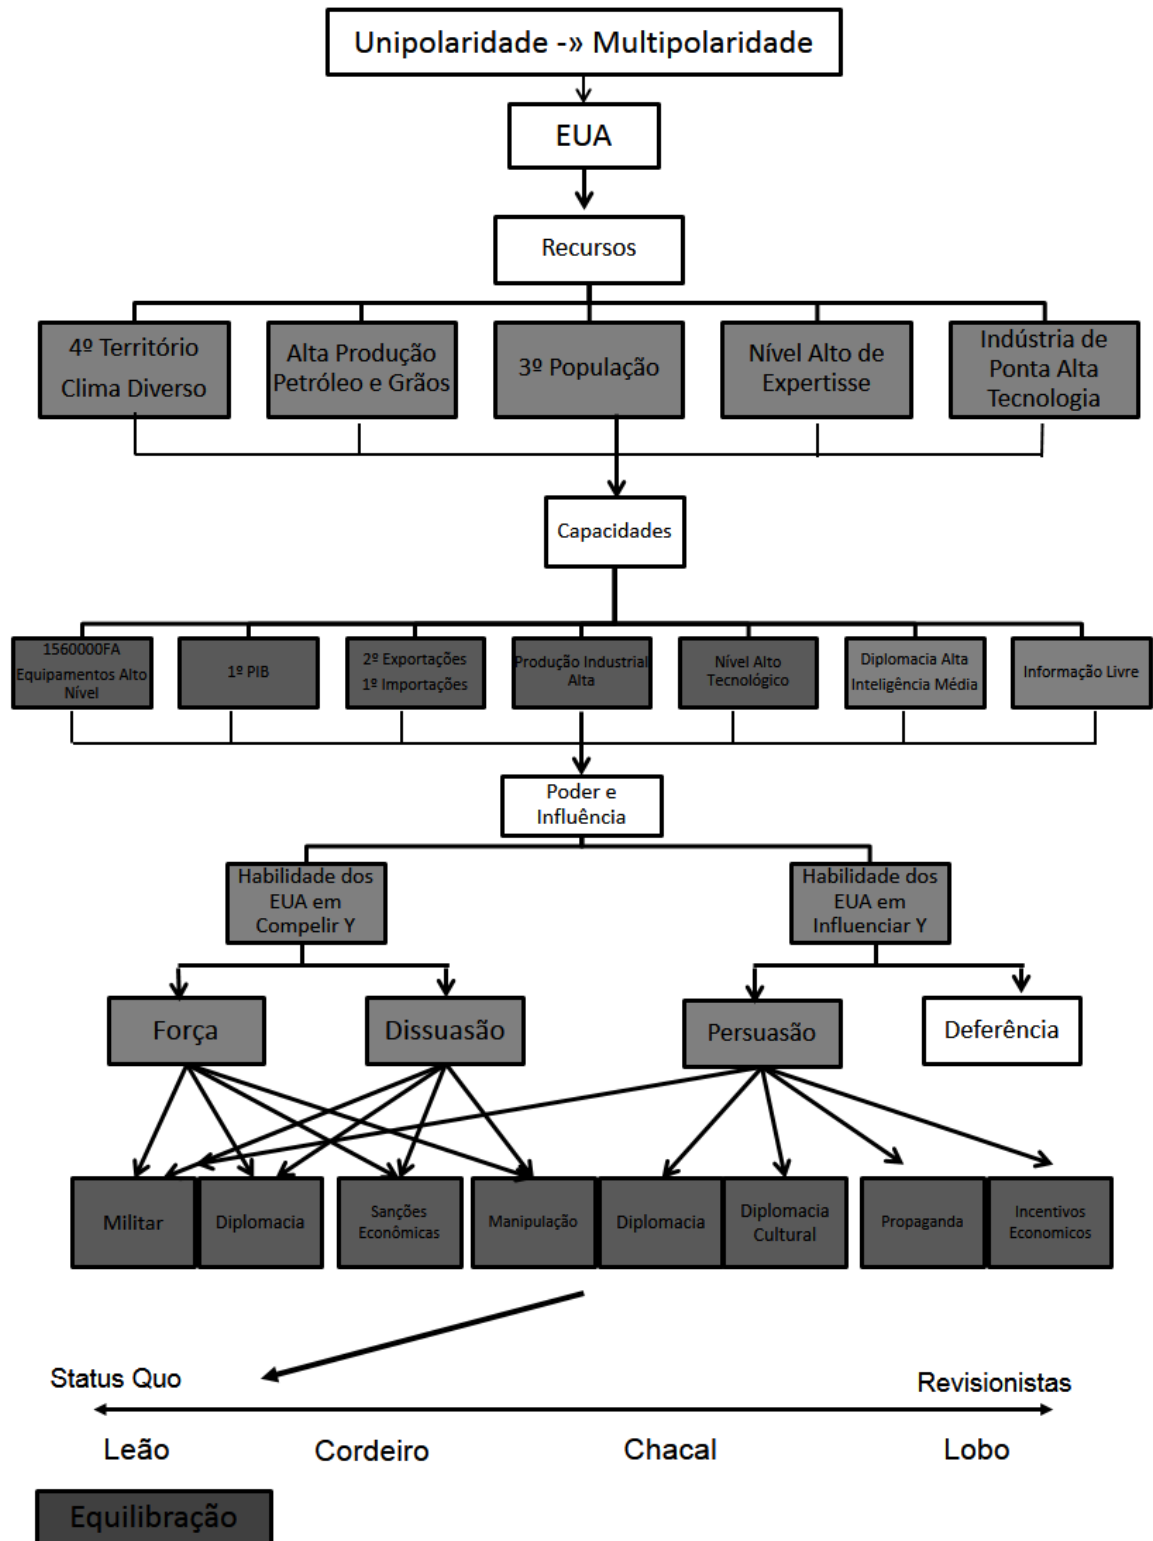 Unipolaridade -» Multipolaridade
EUA
Recursos
4º Território
Clima Diverso
Alta Produção
Petróleo e Grãos
3º População
Nível Alto de
Expertisse
Indústria de
Ponta Alta
Tecnologia
Capacidades
1560000FA
Equipamentos Alto
Nível
1º PIB
2º Exportações
1º Importações
Produção Industrial
Alta
Nível Alto
Tecnológico
Diplomacia Alta
Inteligência Média
Informação Livre
Poder e
Influência
Habilidade dos
EUA em
Compelir Y
Habilidade dos
EUA em
Influenciar Y
Força
Dissuasão
Persuasão
Deferência
Militar
Diplomacia
Sanções
Econômicas
Manipulação
Diplomacia
Diplomacia
Cultural
Propaganda
Incentivos
Economicos
Status Quo
Revisionistas
Leão
Cordeiro
Chacal
Lobo
Equilibração